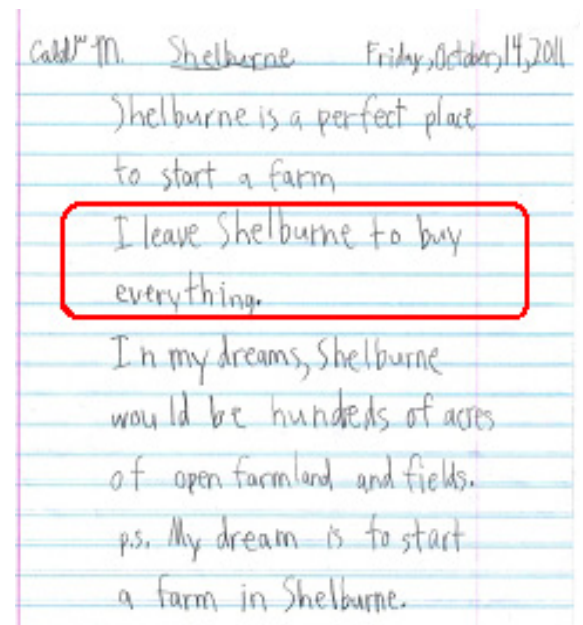 M. Shelburne Friday, October, 14, 2011
Shelburne is a perfect place
to start a farm
I leave Shelburne to buy
everything.
In my dreams, Shelburne
would be hundeds of acres
of open farmland and fields.
p.s. My dream is to start
a farm in Shelburne.